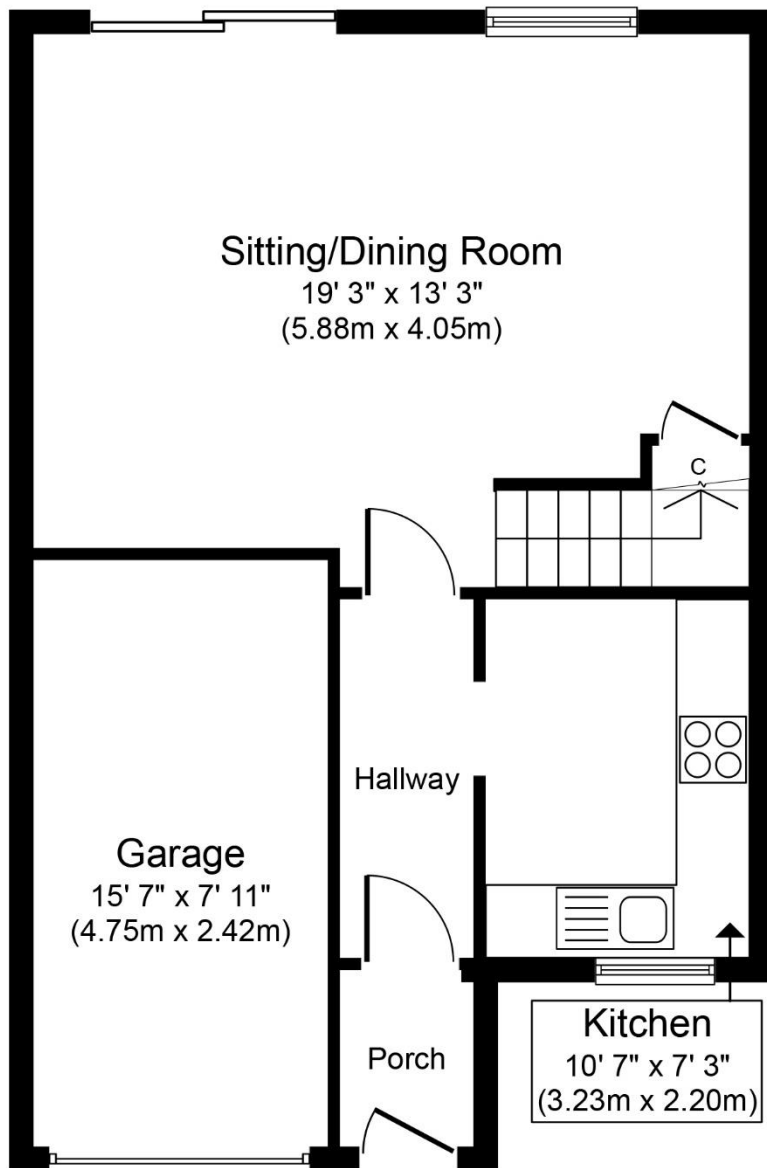 Sitting/Dining Room
19' 3" x 13' 3"
(5.88m x 4.05m)
C
Hallway
Garage
15' 7" x 7' 11"
(4.75m x 2.42m)
Porch
Kitchen
10' 7" x 7' 3"
(3.23m x 2.20m)